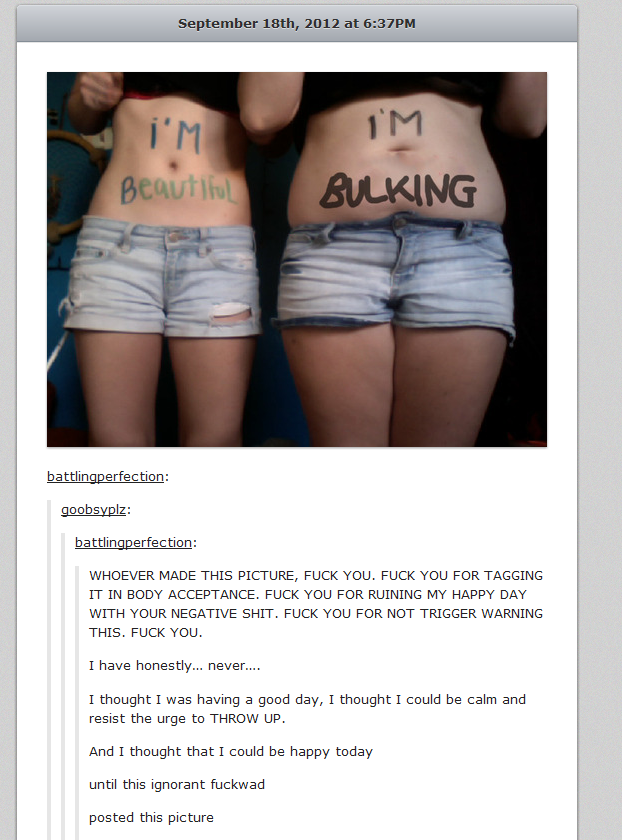 September 18th, 2012 at 6:37PM
i'M I'M
Beautiful BULKING
battlingperfection:
goobsyplz:
battlingperfection:
WHOEVER MADE THIS PICTURE, FUCK YOU. FUCK YOU FOR TAGGING
IT IN BODY ACCEPTANCE. FUCK YOU FOR RUINING MY HAPPY DAY
WITH YOUR NEGATIVE SHIT. FUCK YOU FOR NOT TRIGGER WARNING
THIS. FUCK YOU.
I have honestly... never....
I thought I was having a good day, I thought I could be calm and
resist the urge to THROW UP.
And I thought that I could be happy today
until this ignorant fuckwad
posted this picture